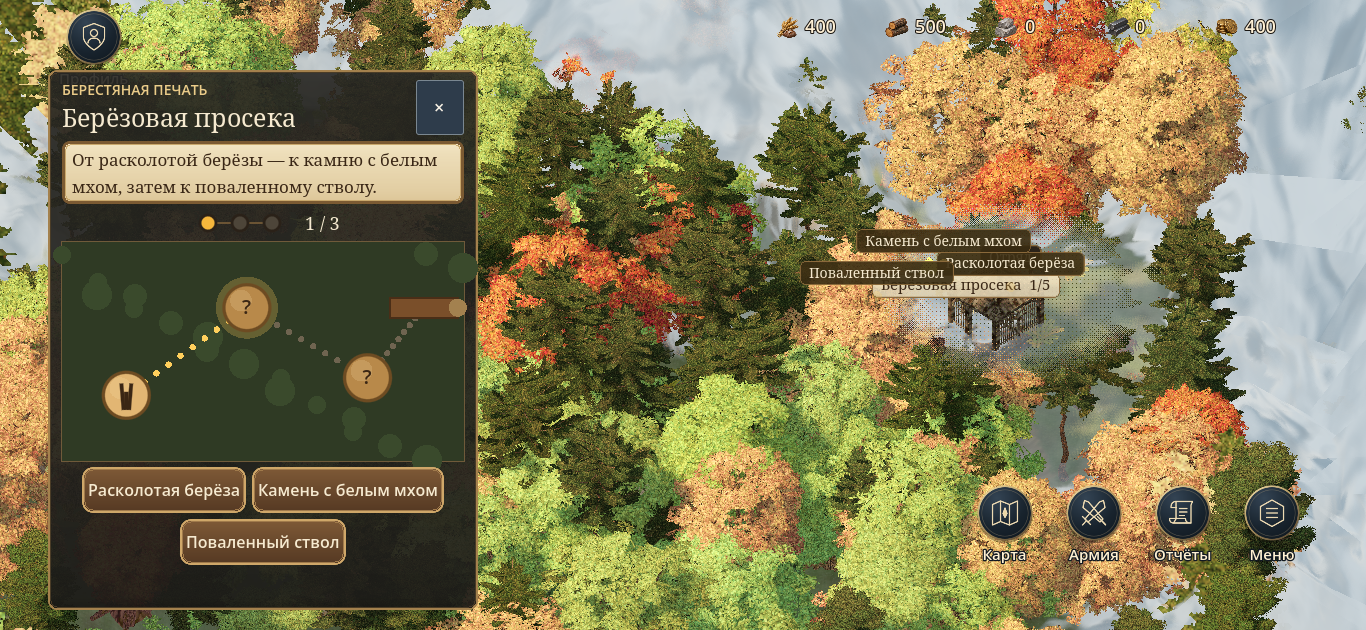 400
500
0
0
400
Профиль
БЕРЕСТЯНАЯ ПЕЧАТЬ
Берёзовая просека
×
От расколотой берёзы — к камню с белым
мхом, затем к поваленному стволу.
1 / 3
?
?
Расколотая берёза
Камень с белым мхом
Поваленный ствол
Камень с белым мхом
Расколотая берёза
Поваленный ствол
Берёзовая просека 1/5
Карта
Армия
Отчёты
Меню